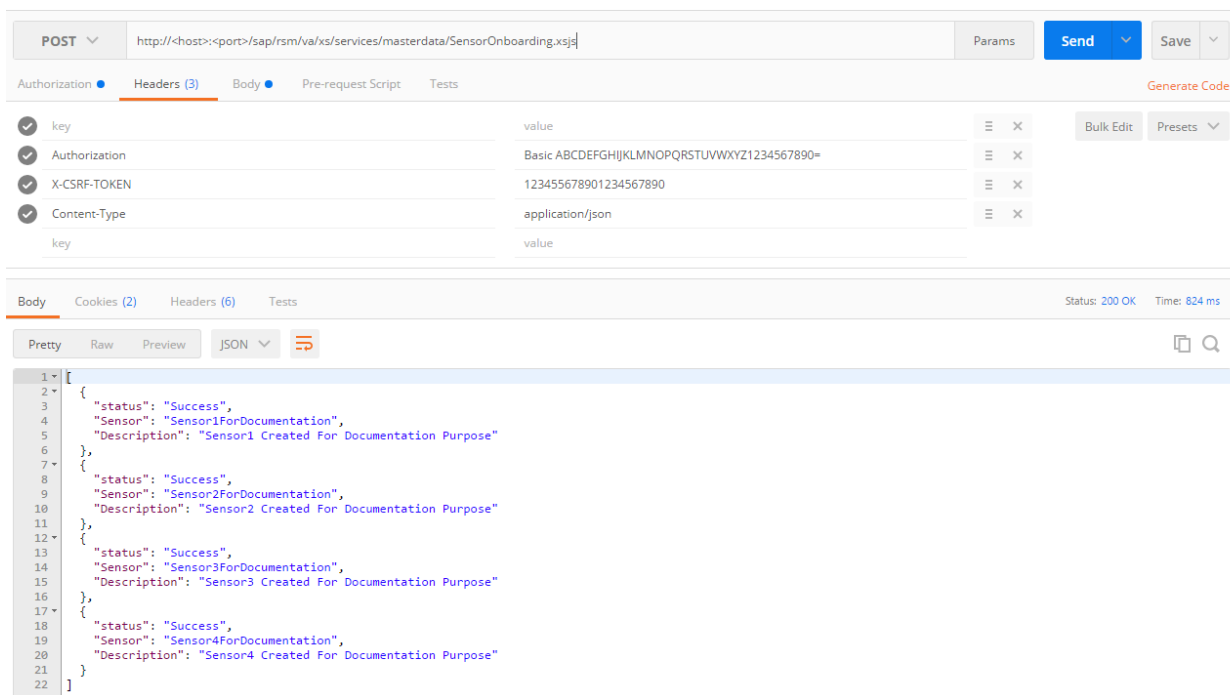 POST http://<host>:<port>/sap/rsm/va/xs/services/masterdata/SensorOnboarding.xsjs Params Send Save
Authorization Headers (3) Body Pre-request Script Tests Generate Code
key value Bulk Edit Presets
Authorization Basic ABCDEFGHIJKLMNOPQRSTUVWXYZ1234567890=
X-CSRF-TOKEN 123455678901234567890
Content-Type application/json
key value
Body Cookies (2) Headers (6) Tests Status: 200 OK Time: 824 ms
Pretty Raw Preview JSON
1 [
2 {
3 "status": "Success",
4 "Sensor": "Sensor1ForDocumentation",
5 "Description": "Sensor1 Created For Documentation Purpose"
6 },
7 {
8 "status": "Success",
9 "Sensor": "Sensor2ForDocumentation",
10 "Description": "Sensor2 Created For Documentation Purpose"
11 },
12 {
13 "status": "Success",
14 "Sensor": "Sensor3ForDocumentation",
15 "Description": "Sensor3 Created For Documentation Purpose"
16 },
17 {
18 "status": "Success",
19 "Sensor": "Sensor4ForDocumentation",
20 "Description": "Sensor4 Created For Documentation Purpose"
21 }
22 ]